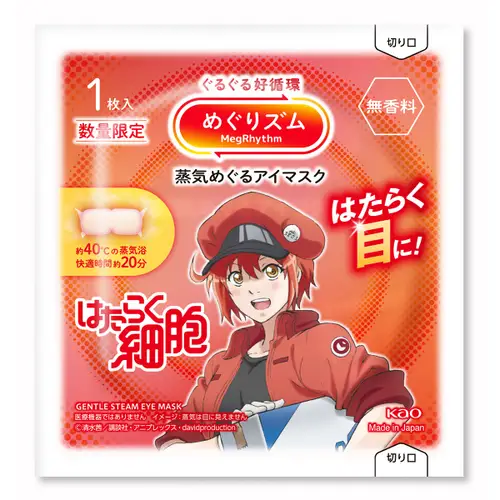 切り口
ぐるぐる好循環
1枚入
数量限定
めぐりズム
MegRhythm
無香料
蒸気めぐるアイマスク
はたらく
目に!
約40℃の蒸気浴
快適時間 約20分
はたらく
細胞
GENTLE STEAM EYE MASK
医療機器ではありません イメージ:蒸気は目に見えません
©清水茜/講談社・アニプレックス・davidproduction
Kao
Made in Japan
切り口